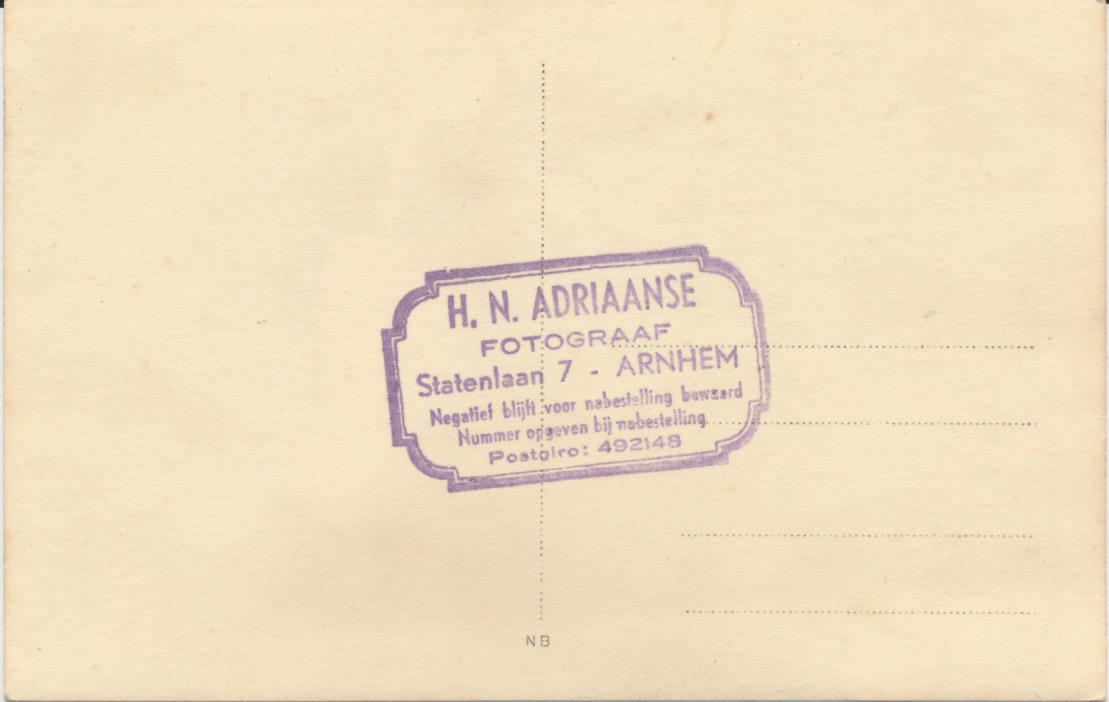 H. N. ADRIAANSE
FOTOGRAAF
Statenlaan 7 - ARNHEM
Negatief blijft voor nabestelling bewaard
Nummer opgeven bij nabestelling
Postgiro: 492148
NB